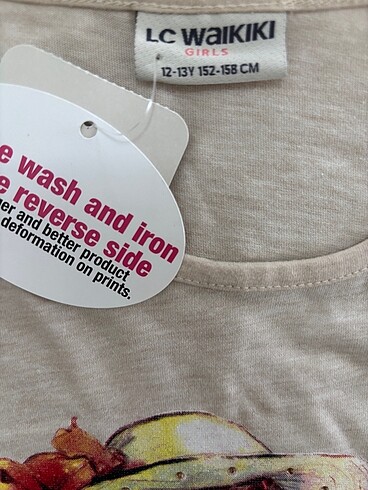 LC WAIKIKI
GIRLS
12-13Y 152-158 CM
wash and iron
reverse side
and better product
deformation on prints.